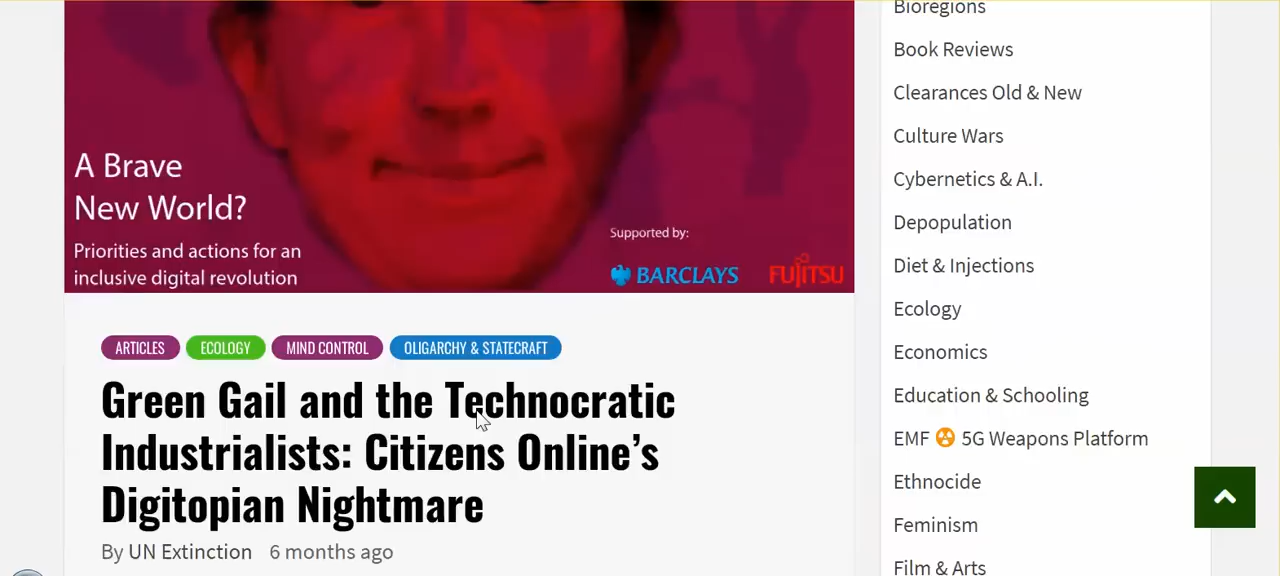 A Brave
New World?
Priorities and actions for an
inclusive digital revolution
Supported by:
BARCLAYS
FUJITSU
ARTICLES
ECOLOGY
MIND CONTROL
OLIGARCHY & STATECRAFT
Green Gail and the Technocratic
Industrialists: Citizens Online’s
Digitopian Nightmare
By UN Extinction 6 months ago
Bioregions
Book Reviews
Clearances Old & New
Culture Wars
Cybernetics & A.I.
Depopulation
Diet & Injections
Ecology
Economics
Education & Schooling
EMF ☢ 5G Weapons Platform
Ethnocide
Feminism
Film & Arts